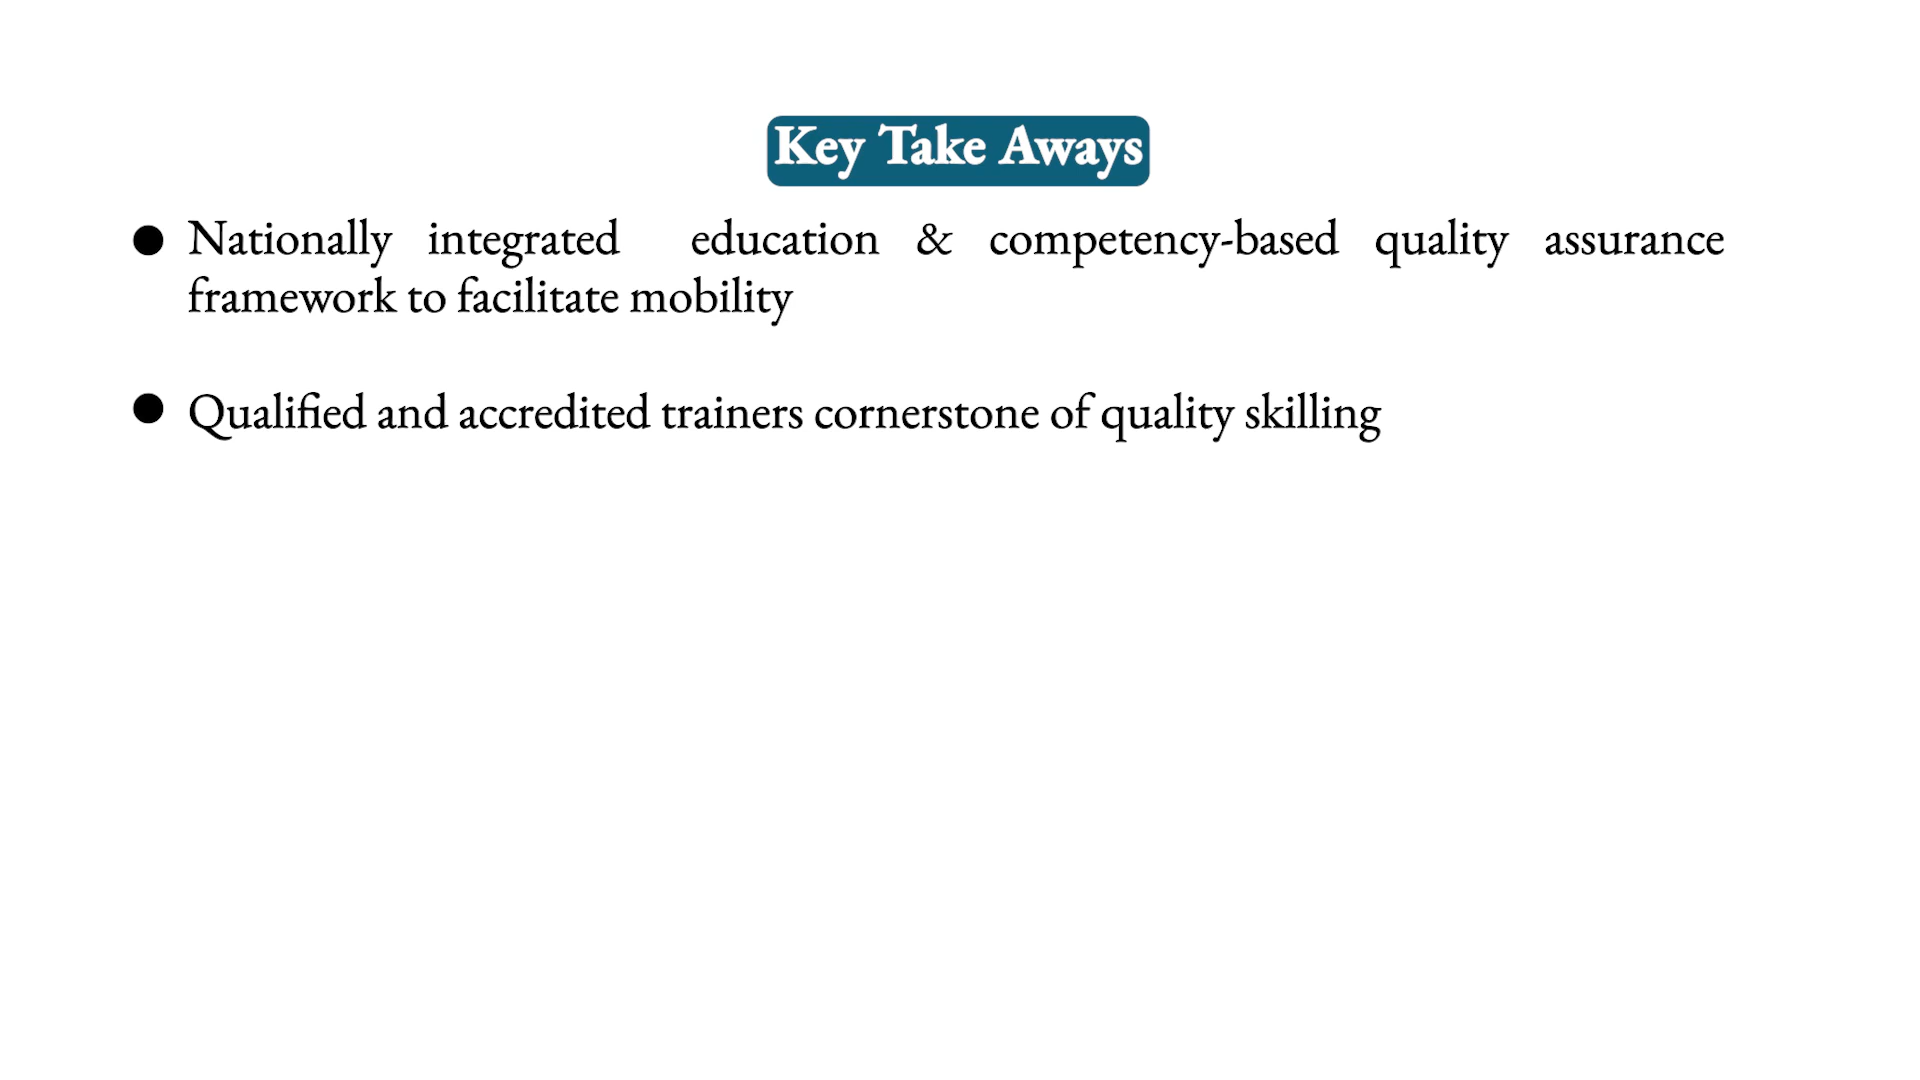 Key Take Aways
● Nationally integrated education & competency-based quality assurance
framework to facilitate mobility
● Qualified and accredited trainers cornerstone of quality skilling